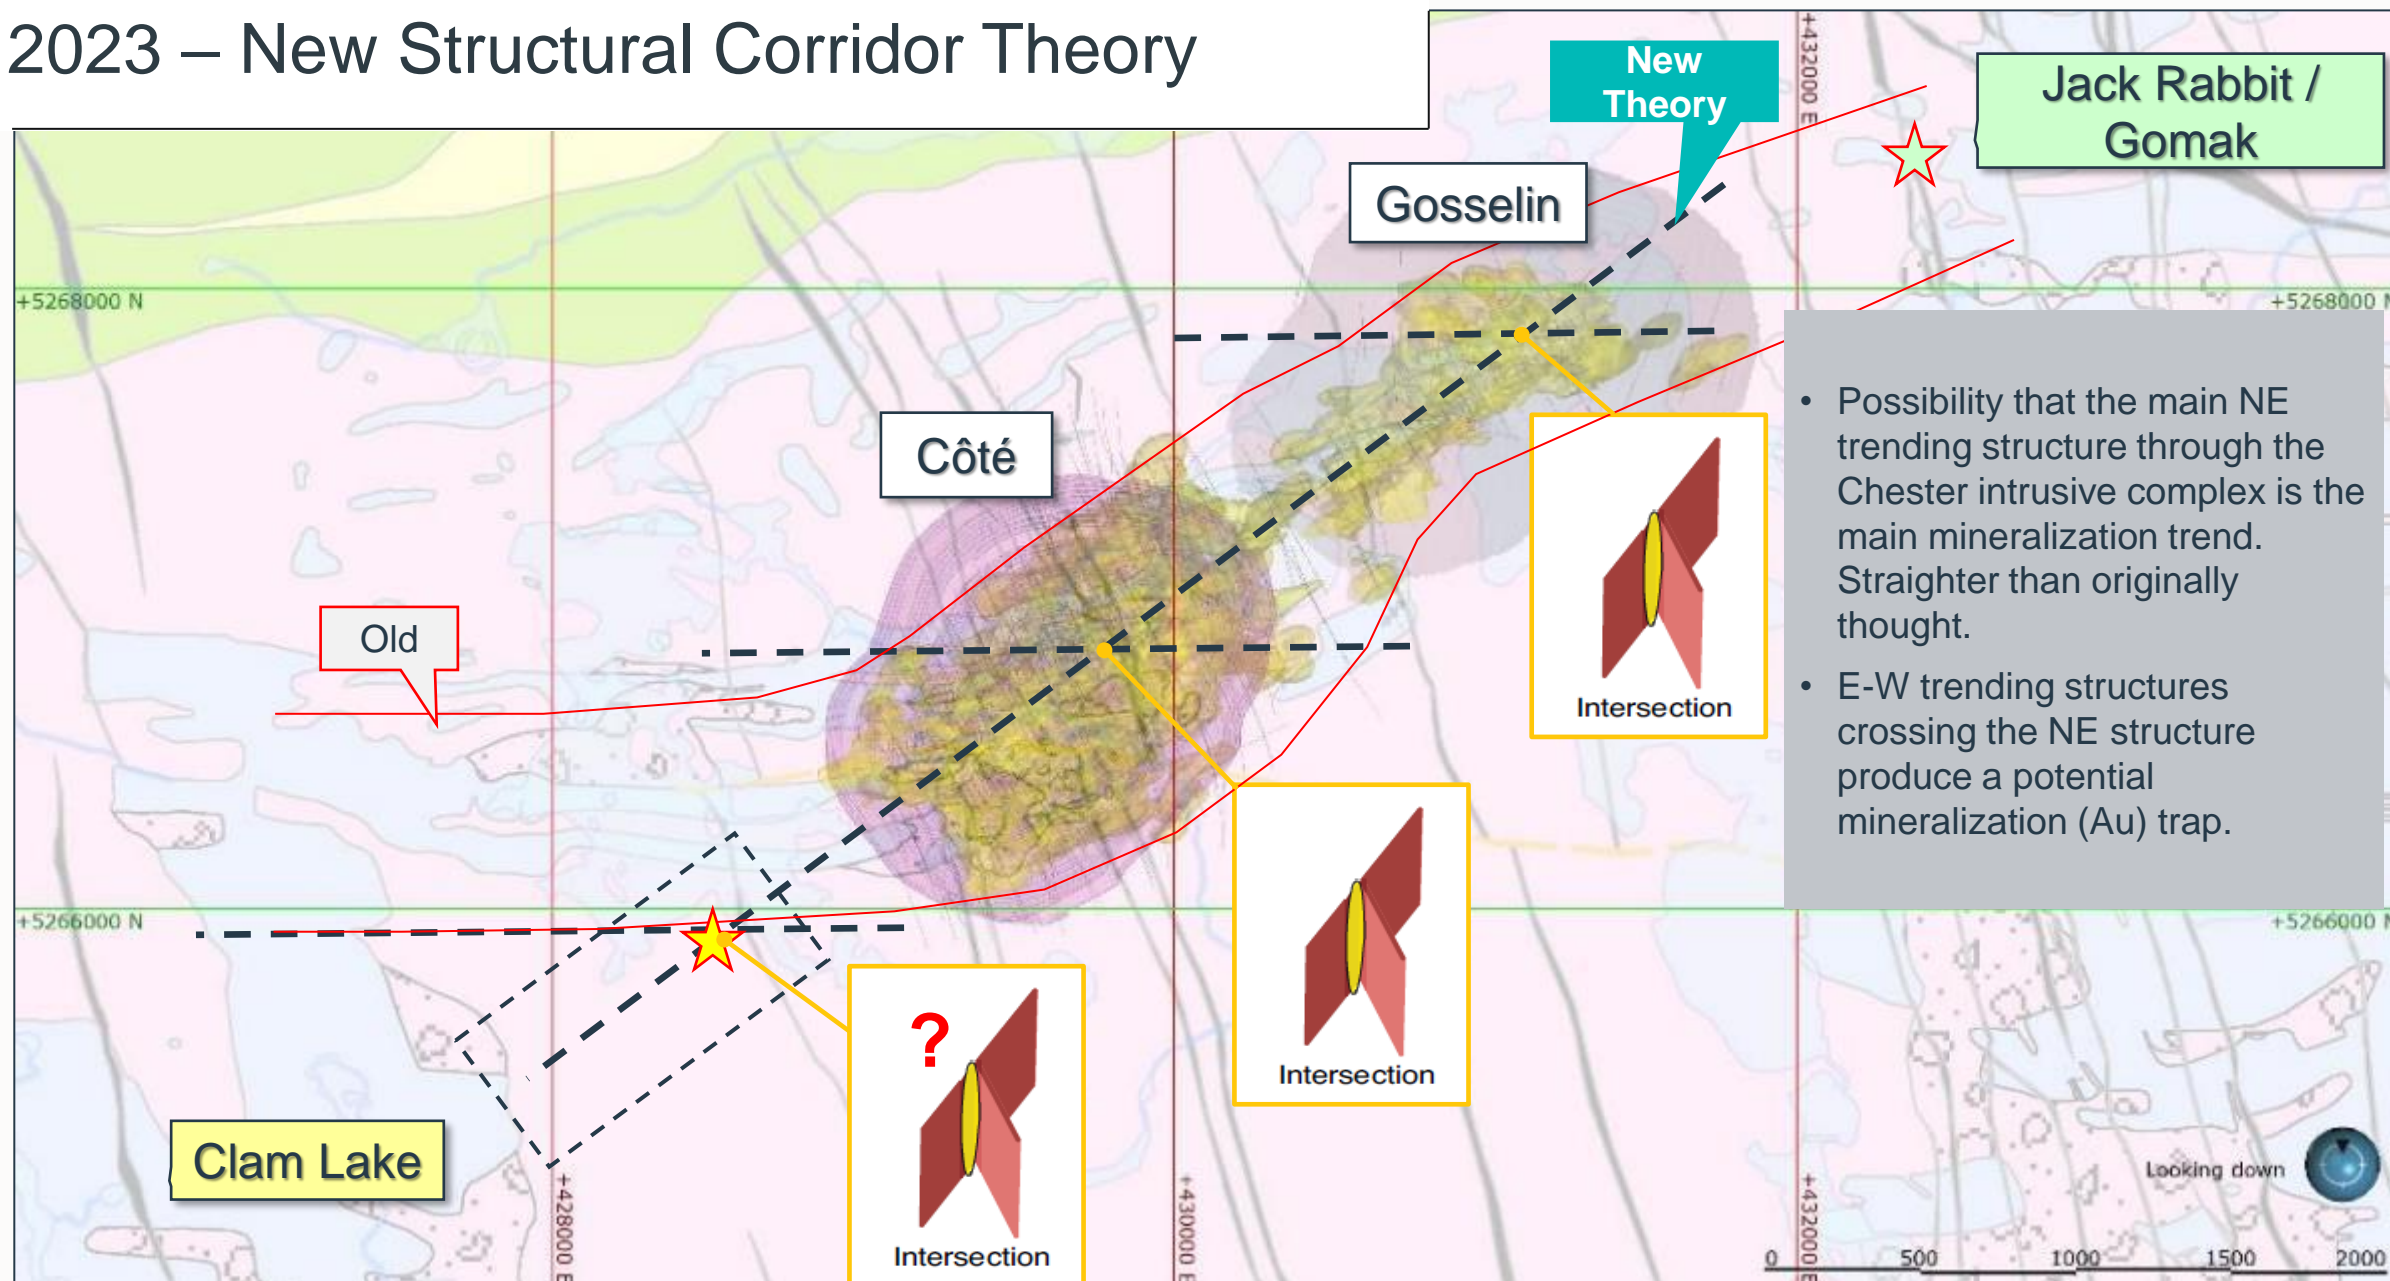 2023 – New Structural Corridor Theory
New
Theory
+432000 E
Jack Rabbit /
Gomak
Gosselin
+5268000 N
+5268000 N
Côté
• Possibility that the main NE
trending structure through the
Chester intrusive complex is the
main mineralization trend.
Straighter than originally
thought.
• E-W trending structures
crossing the NE structure
produce a potential
mineralization (Au) trap.
Old
Intersection
+5266000 N
+5266000 N
?
Intersection
Clam Lake
Intersection
+428000 E
+430000 E
+432000 E
Looking down
0 500 1000 1500 2000